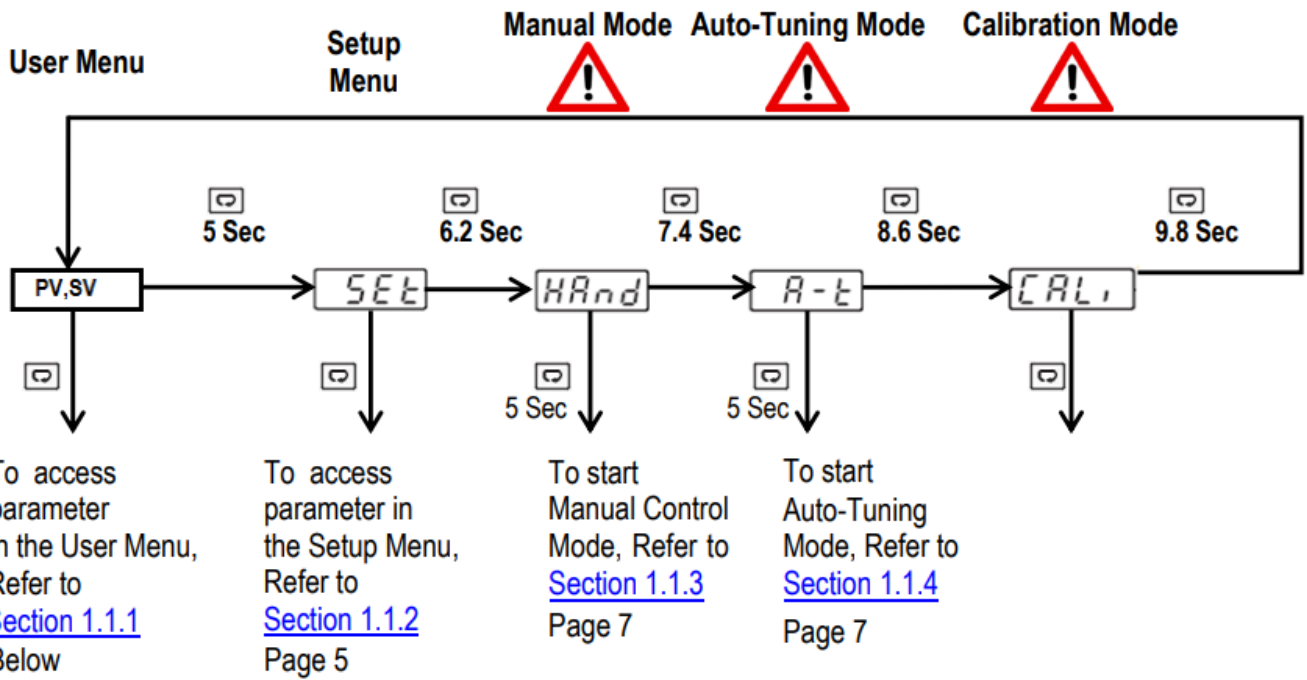 User Menu
Setup
Menu
Manual Mode
Auto-Tuning Mode
Calibration Mode
5 Sec
6.2 Sec
7.4 Sec
8.6 Sec
9.8 Sec
PV,SV
SEt
HAnd
A-t
CALi
5 Sec
5 Sec
To access
parameter
in the User Menu,
Refer to
Section 1.1.1
Below
To access
parameter in
the Setup Menu,
Refer to
Section 1.1.2
Page 5
To start
Manual Control
Mode, Refer to
Section 1.1.3
Page 7
To start
Auto-Tuning
Mode, Refer to
Section 1.1.4
Page 7